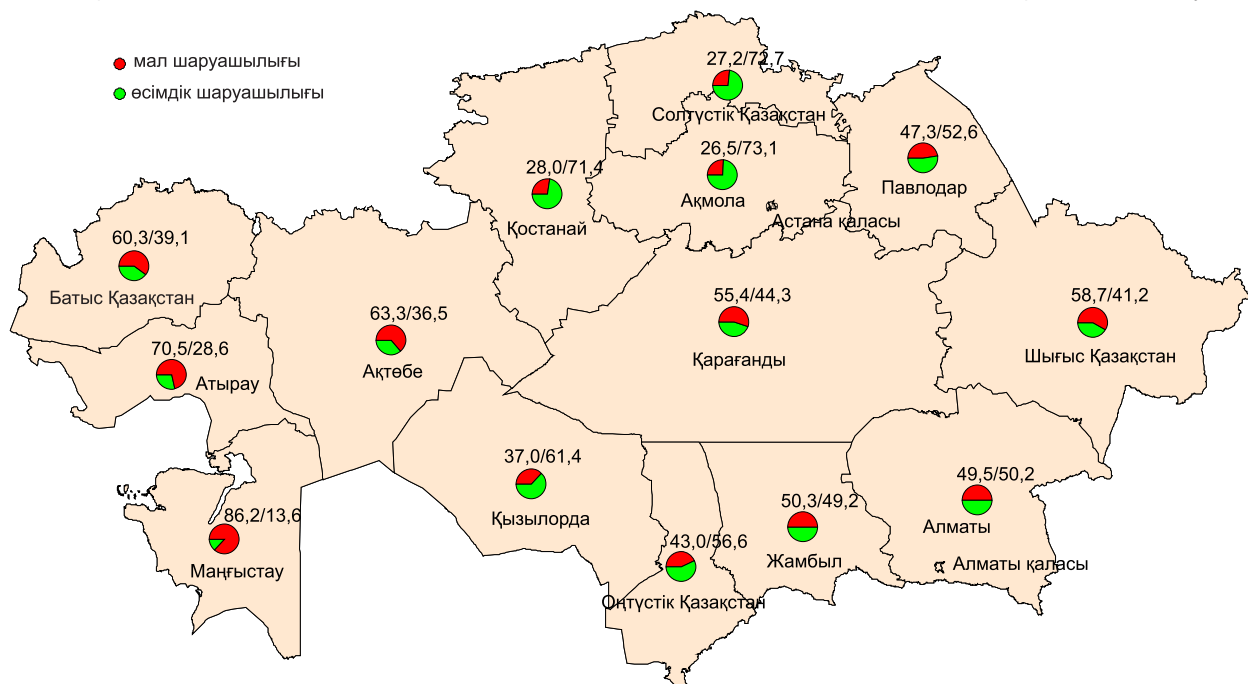 мал шаруашылығы
өсімдік шаруашылығы
27,2/72,7
Солтүстік Қазақстан
47,3/52,6
Павлодар
28,0/71,4
Қостанай
26,5/73,1
Ақмола
Астана қаласы
60,3/39,1
Батыс Қазақстан
63,3/36,5
Ақтөбе
55,4/44,3
Қарағанды
58,7/41,2
Шығыс Қазақстан
70,5/28,6
Атырау
37,0/61,4
Қызылорда
86,2/13,6
Маңғыстау
43,0/56,6
Оңтүстік Қазақстан
50,3/49,2
Жамбыл
49,5/50,2
Алматы
Алматы қаласы